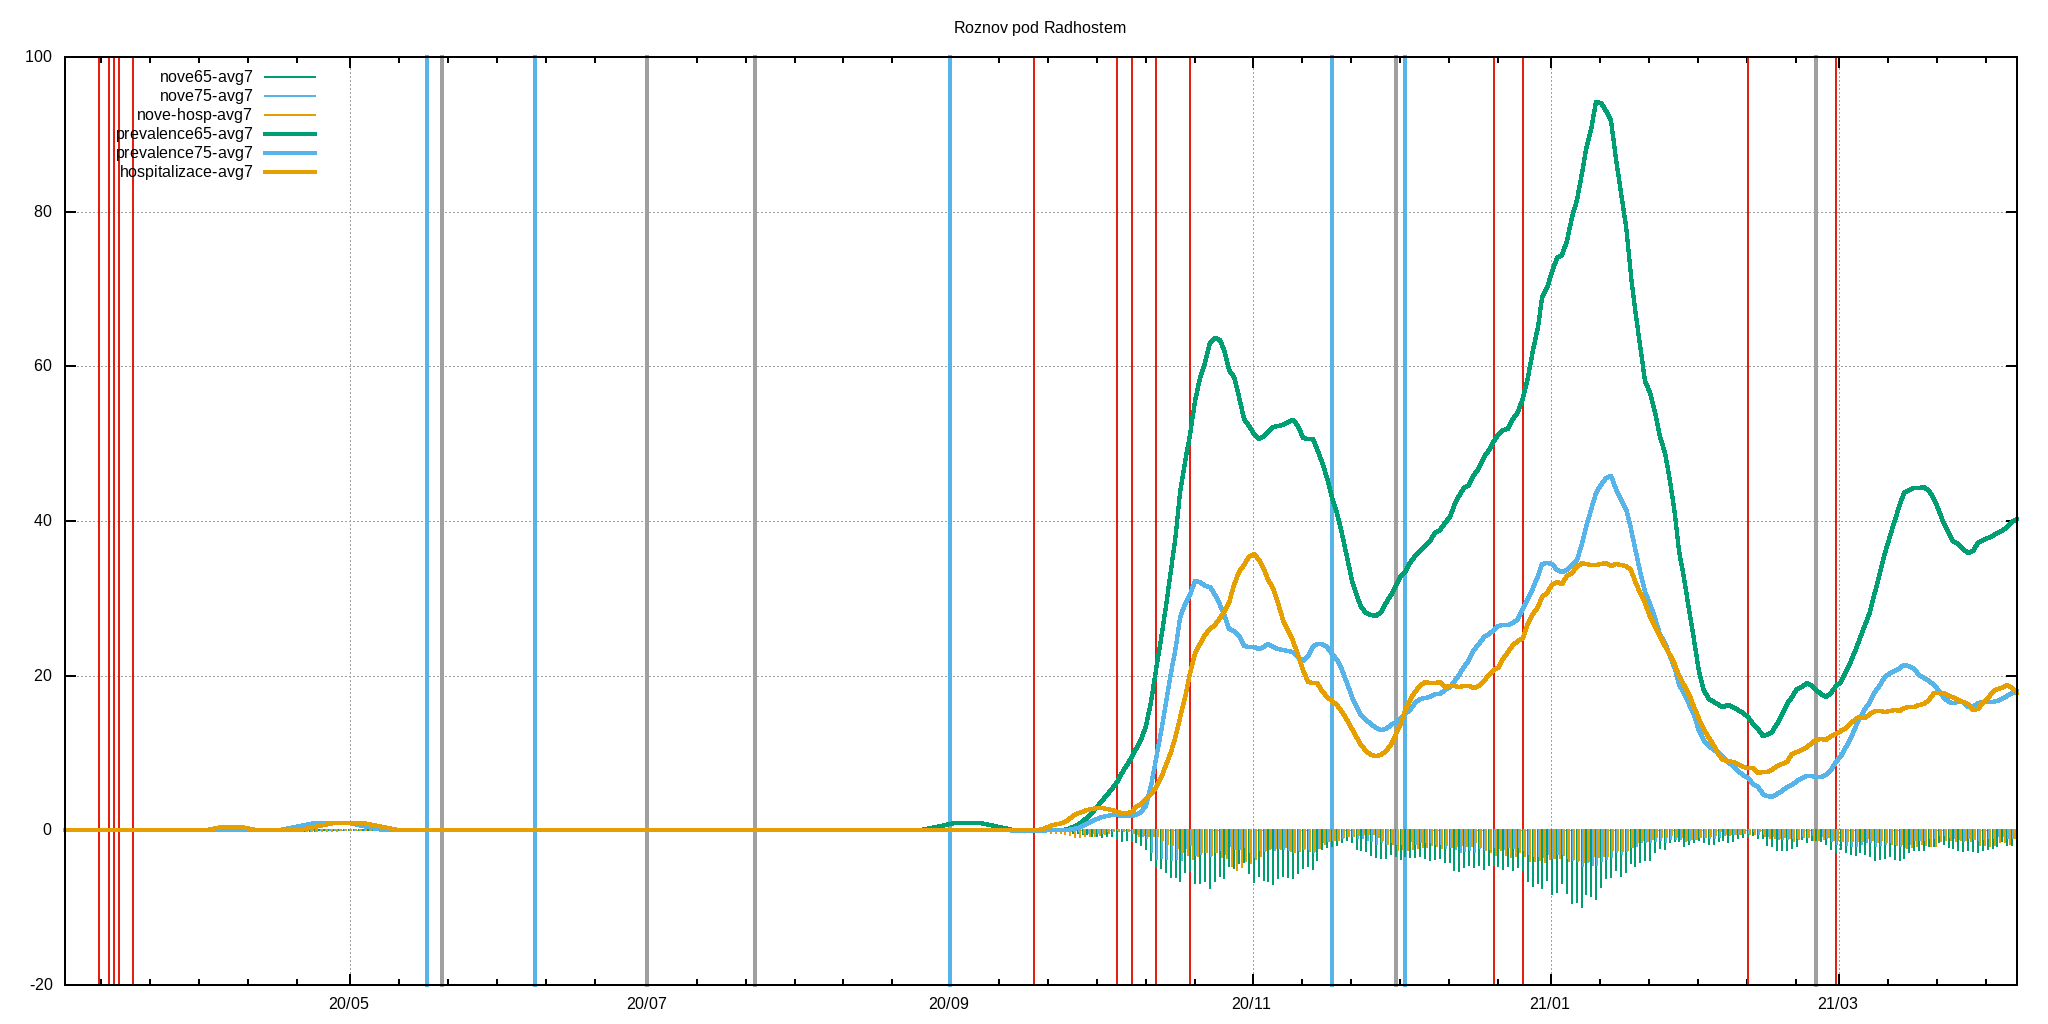 Roznov pod Radhostem
100
nove65-avg7
nove75-avg7
nove-hosp-avg7
prevalence65-avg7
prevalence75-avg7
hospitalizace-avg7
80
60
40
20
0
-20
20/05 20/07 20/09 20/11 21/01 21/03